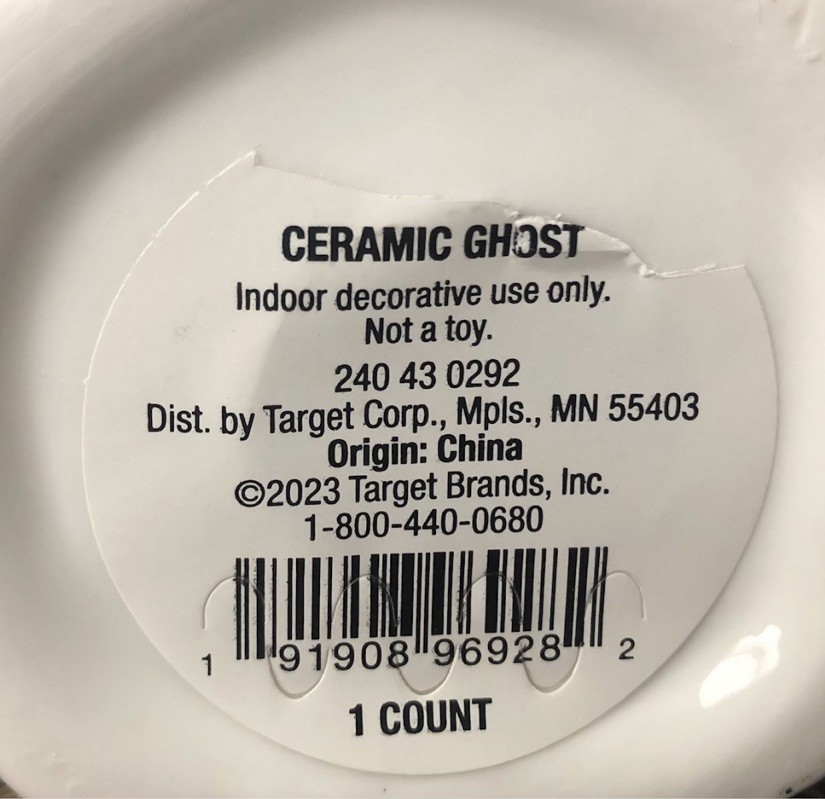 CERAMIC GHOST
Indoor decorative use only.
Not a toy.
240 43 0292
Dist. by Target Corp., Mpls., MN 55403
Origin: China
©2023 Target Brands, Inc.
1-800-440-0680
1 91908 96928 2
1 COUNT